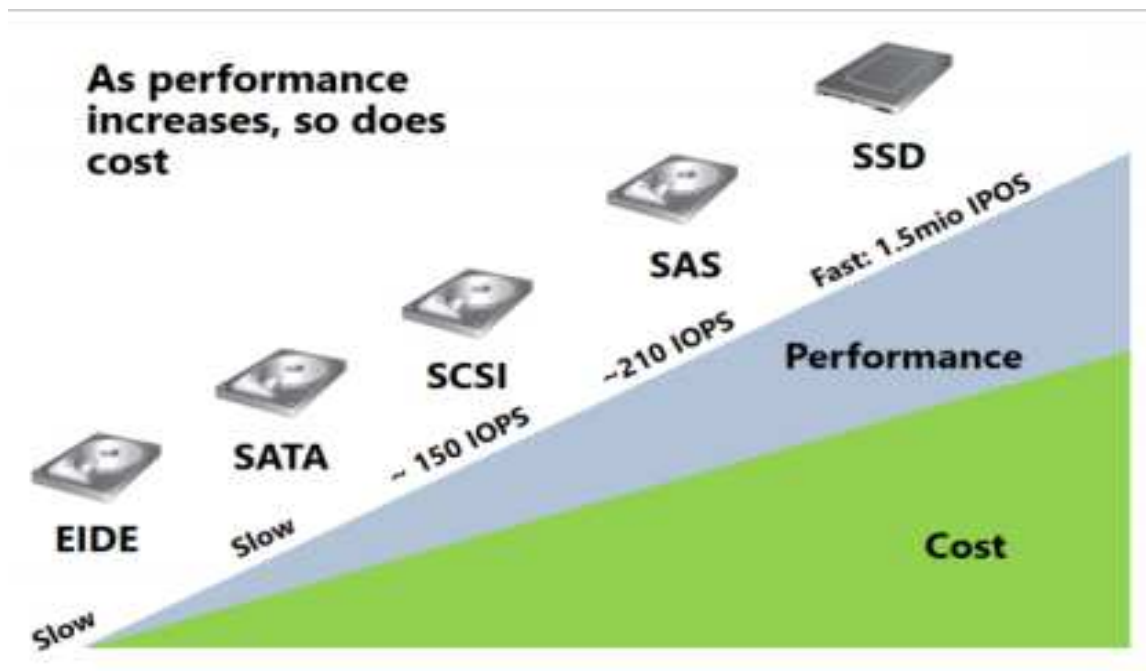 As performance
increases, so does
cost
SSD
SAS
SCSI
SATA
EIDE
Slow
Slow
~ 150 IOPS
~210 IOPS
Fast: 1.5mio IPOS
Performance
Cost